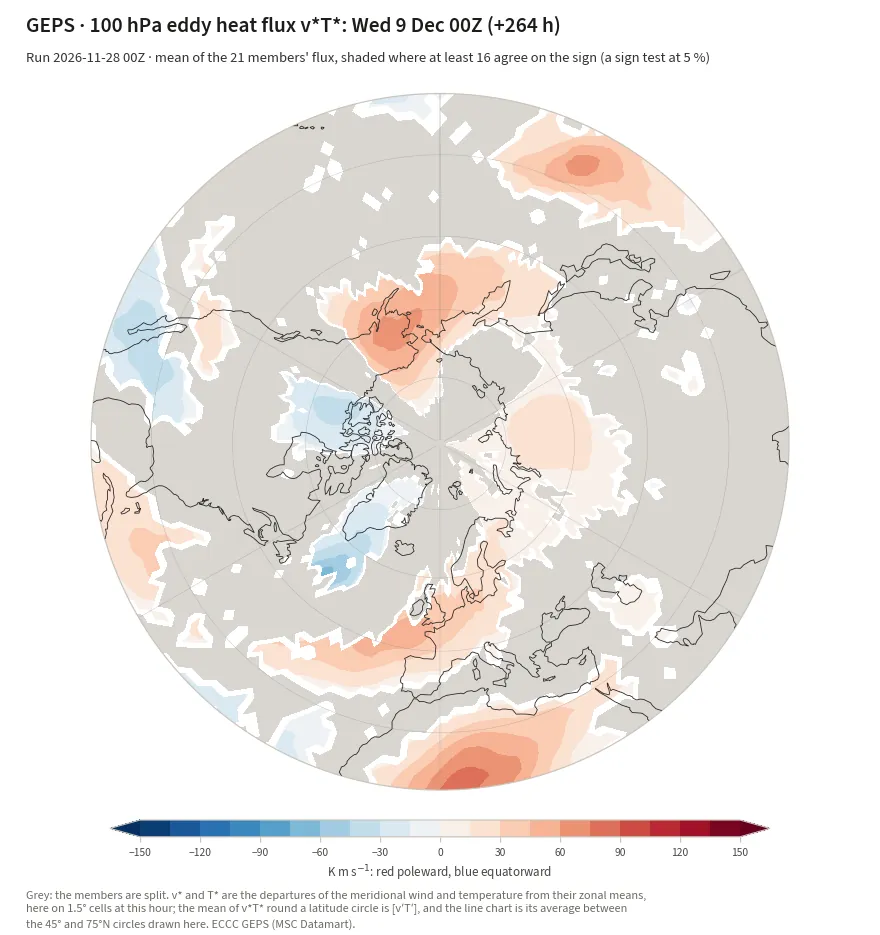 GEPS · 100 hPa eddy heat flux v*T*: Wed 9 Dec 00Z (+264 h)
Run 2026-11-28 00Z · mean of the 21 members' flux, shaded where at least 16 agree on the sign (a sign test at 5 %)
−150 −120 −90 −60 −30 0 30 60 90 120 150
K m s⁻¹: red poleward, blue equatorward
Grey: the members are split. v* and T* are the departures of the meridional wind and temperature from their zonal means,
here on 1.5° cells at this hour; the mean of v*T* round a latitude circle is [v'T'], and the line chart is its average between
the 45° and 75°N circles drawn here. ECCC GEPS (MSC Datamart).